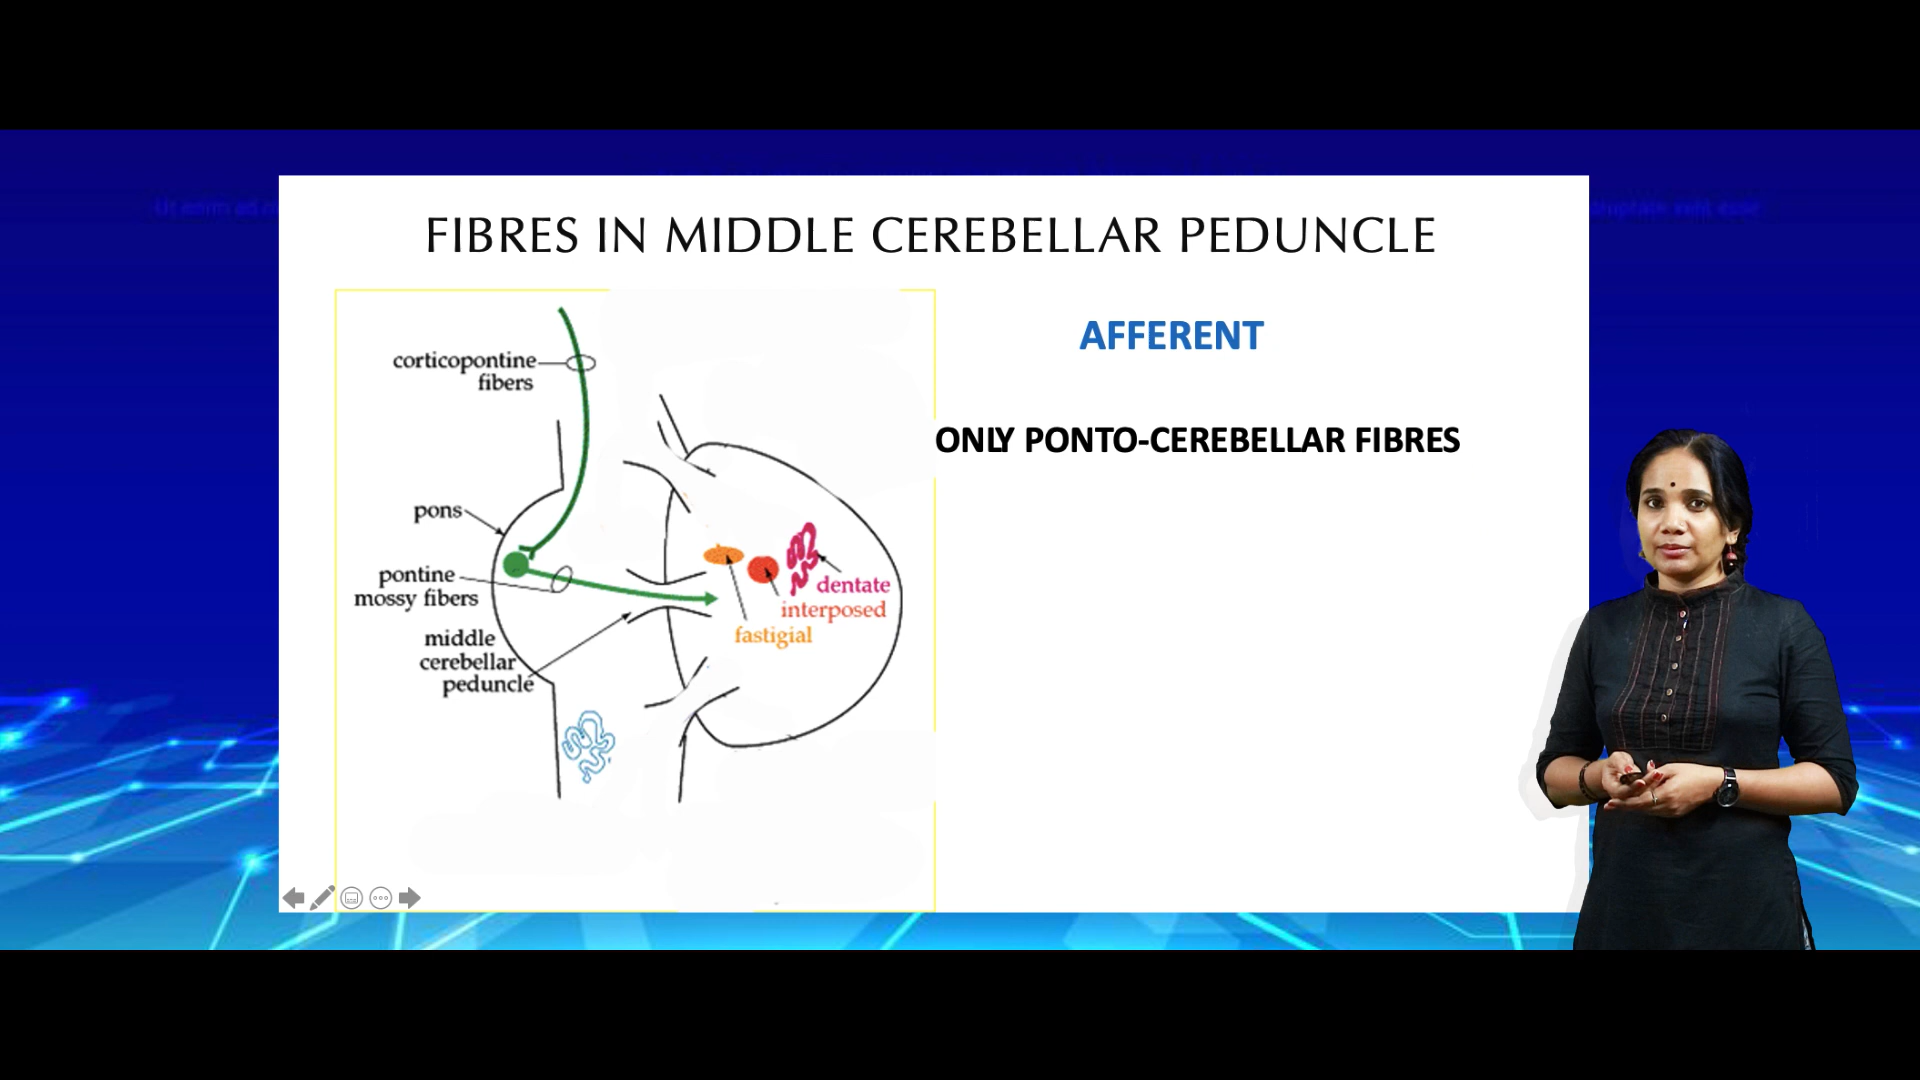 FIBRES IN MIDDLE CEREBELLAR PEDUNCLE
corticopontine
fibers
pons
pontine
mossy fibers
middle
cerebellar
peduncle
dentate
interposed
fastigial
AFFERENT
ONLY PONTO-CEREBELLAR FIBRES